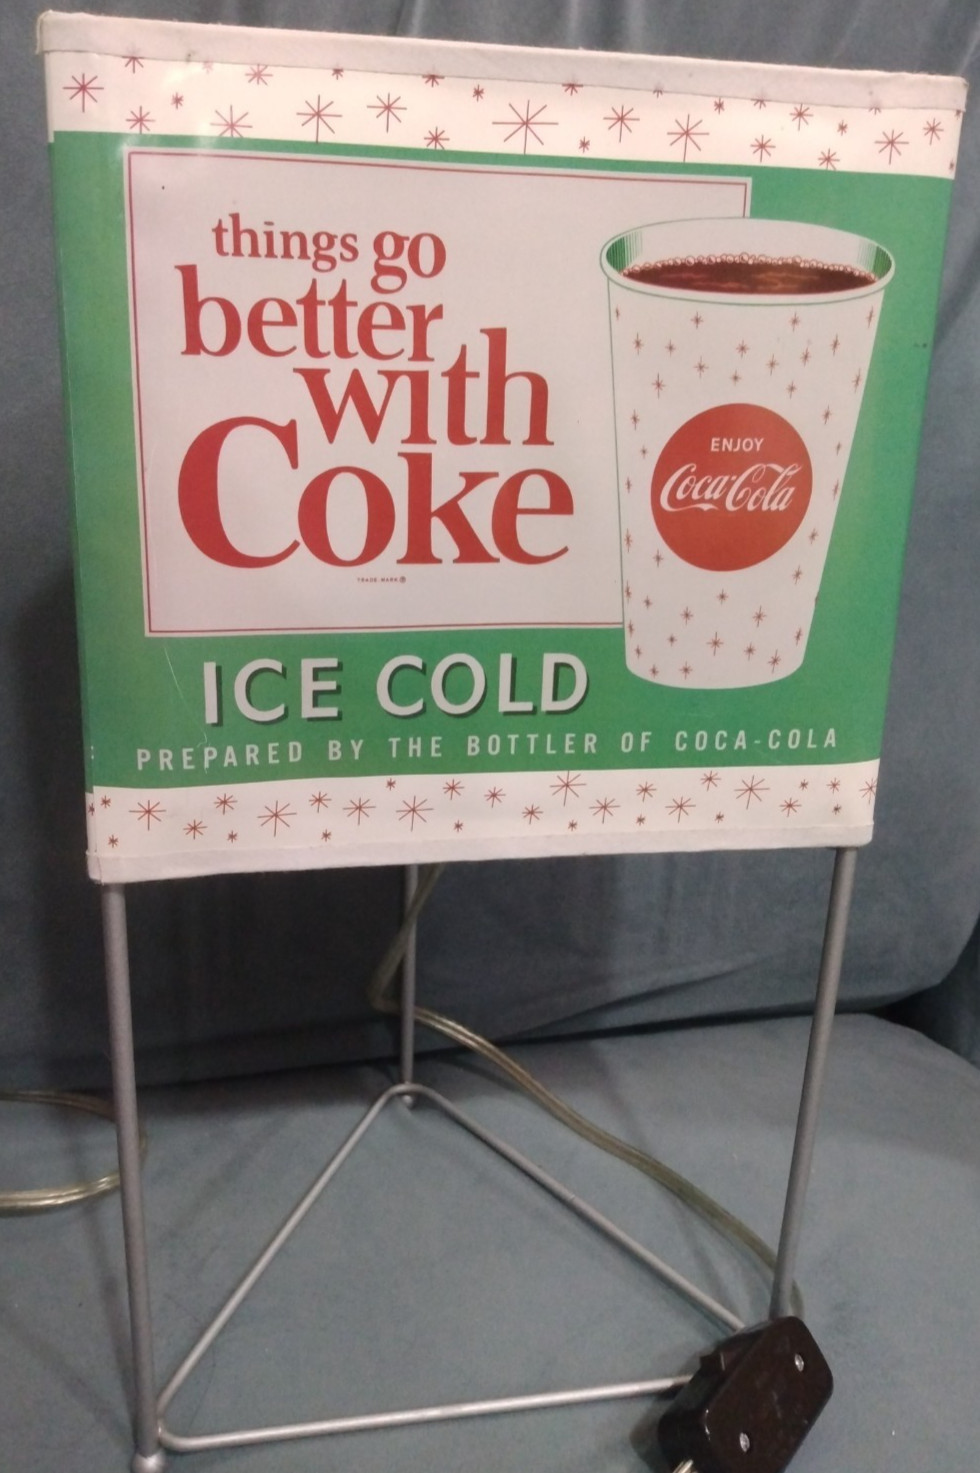 things go
better
with
Coke
TRADE-MARK ®
ENJOY
Coca-Cola
ICE COLD
PREPARED BY THE BOTTLER OF COCA-COLA